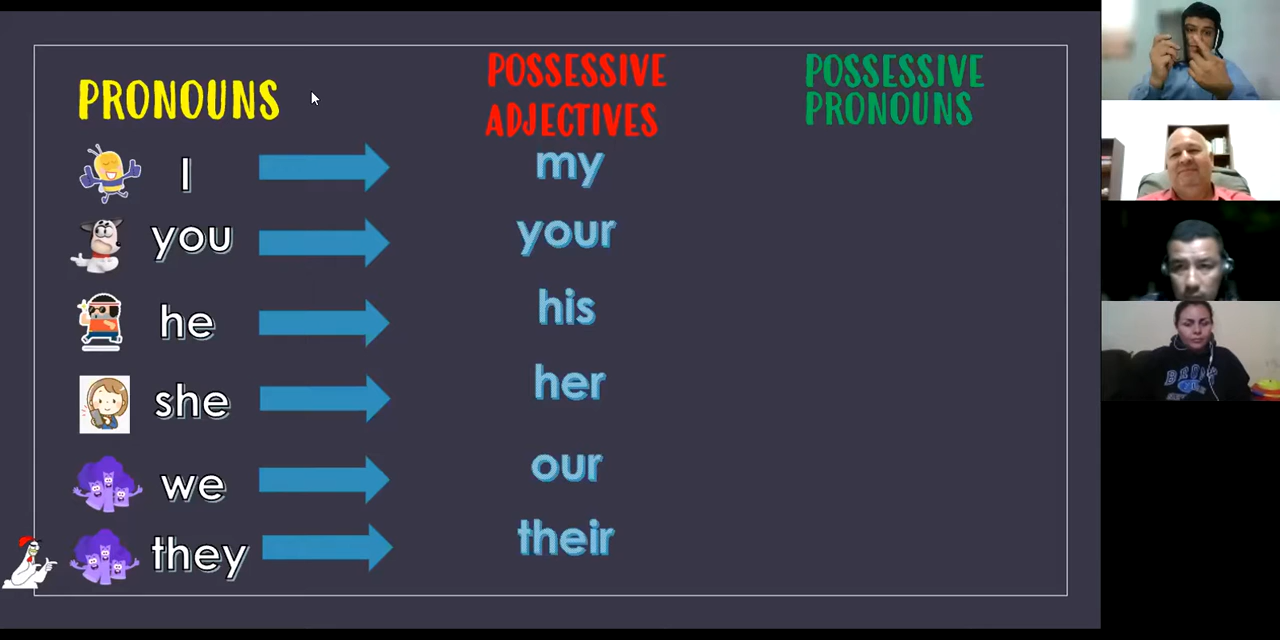 PRONOUNS
POSSESSIVE
ADJECTIVES
POSSESSIVE
PRONOUNS
I
my
you
your
he
his
she
her
we
our
they
their